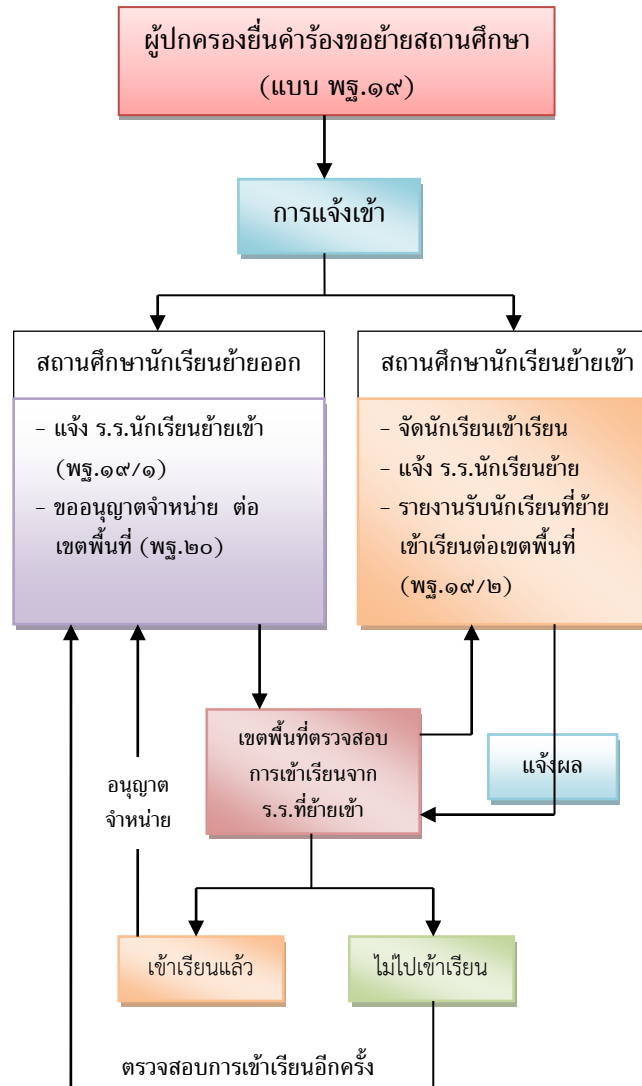 ผู้ปกครองยื่นคำร้องขอย้ายสถานศึกษา
(แบบ พฐ.๑๙)
การแจ้งเข้า
สถานศึกษานักเรียนย้ายออก
- แจ้ง ร.ร.นักเรียนย้ายเข้า
(พฐ.๑๙/๑)
- ขออนุญาตจำหน่าย ต่อ
เขตพื้นที่ (พฐ.๒๐)
สถานศึกษานักเรียนย้ายเข้า
- จัดนักเรียนเข้าเรียน
- แจ้ง ร.ร.นักเรียนย้าย
- รายงานรับนักเรียนที่ย้าย
เข้าเรียนต่อเขตพื้นที่
(พฐ.๑๙/๒)
เขตพื้นที่ตรวจสอบ
การเข้าเรียนจาก
ร.ร.ที่ย้ายเข้า
แจ้งผล
อนุญาต
จำหน่าย
เข้าเรียนแล้ว
ไม่ไปเข้าเรียน
ตรวจสอบการเข้าเรียนอีกครั้ง